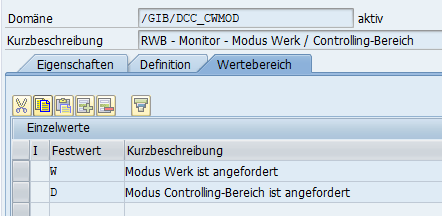 Domäne /GIB/DCC_CWMOD aktiv
Kurzbeschreibung RWB - Monitor - Modus Werk / Controlling-Bereich
Eigenschaften Definition Wertebereich
Einzelwerte
I Festwert Kurzbeschreibung
W Modus Werk ist angefordert
D Modus Controlling-Bereich ist angefordert